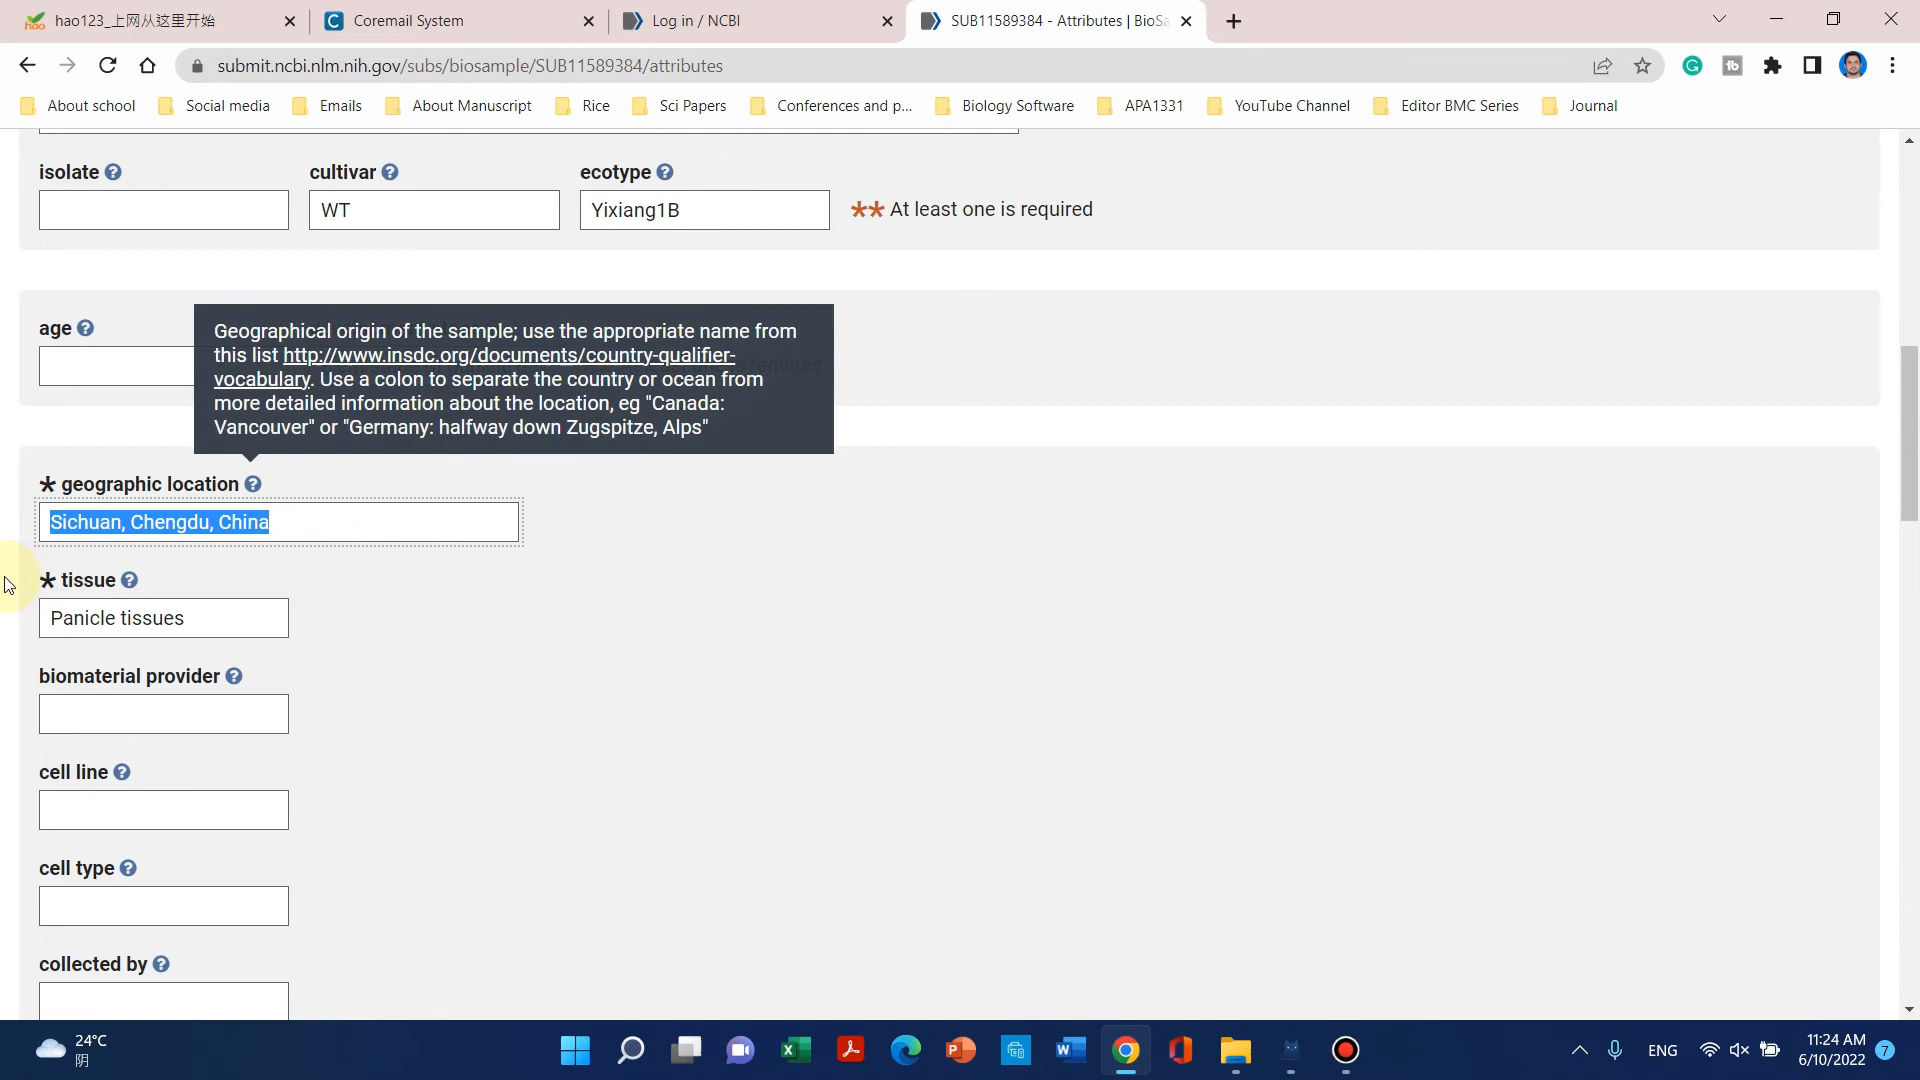 hao123_上网从这里开始
Coremail System
Log in / NCBI
SUB11589384 - Attributes | BioSa
submit.ncbi.nlm.nih.gov/subs/biosample/SUB11589384/attributes
About school
Social media
Emails
About Manuscript
Rice
Sci Papers
Conferences and p...
Biology Software
APA1331
YouTube Channel
Editor BMC Series
Journal
isolate
cultivar
ecotype
WT
Yixiang1B
** At least one is required
age
Geographical origin of the sample; use the appropriate name from
this list http://www.insdc.org/documents/country-qualifier-
vocabulary. Use a colon to separate the country or ocean from
more detailed information about the location, eg "Canada:
Vancouver" or "Germany: halfway down Zugspitze, Alps"
* geographic location
Sichuan, Chengdu, China
* tissue
Panicle tissues
biomaterial provider
cell line
cell type
collected by
24°C
阴
ENG
11:24 AM
6/10/2022
7